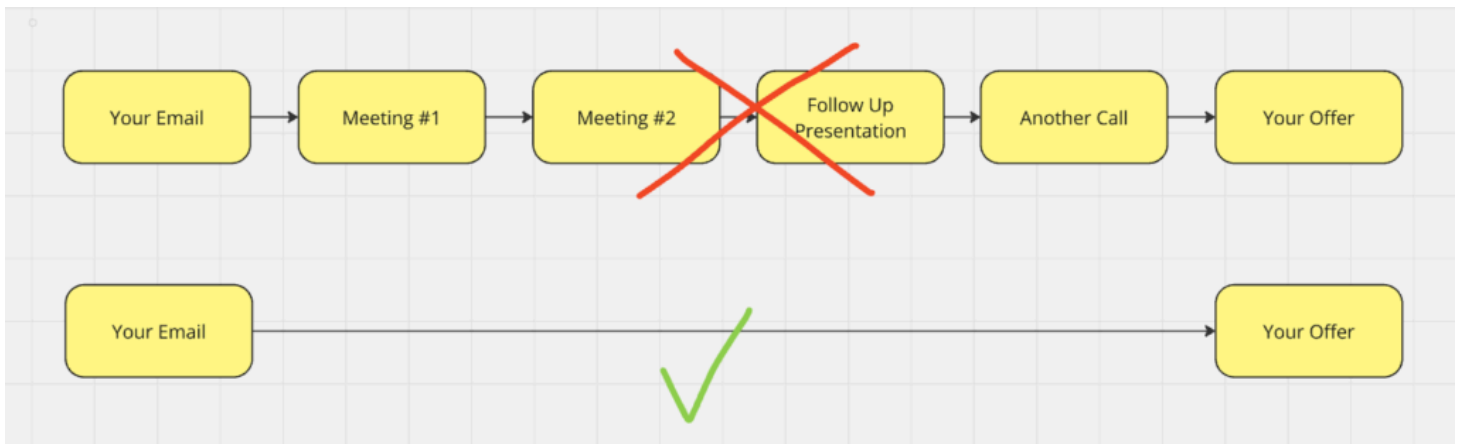 Your Email
Meeting #1
Meeting #2
Follow Up
Presentation
Another Call
Your Offer
Your Email
Your Offer